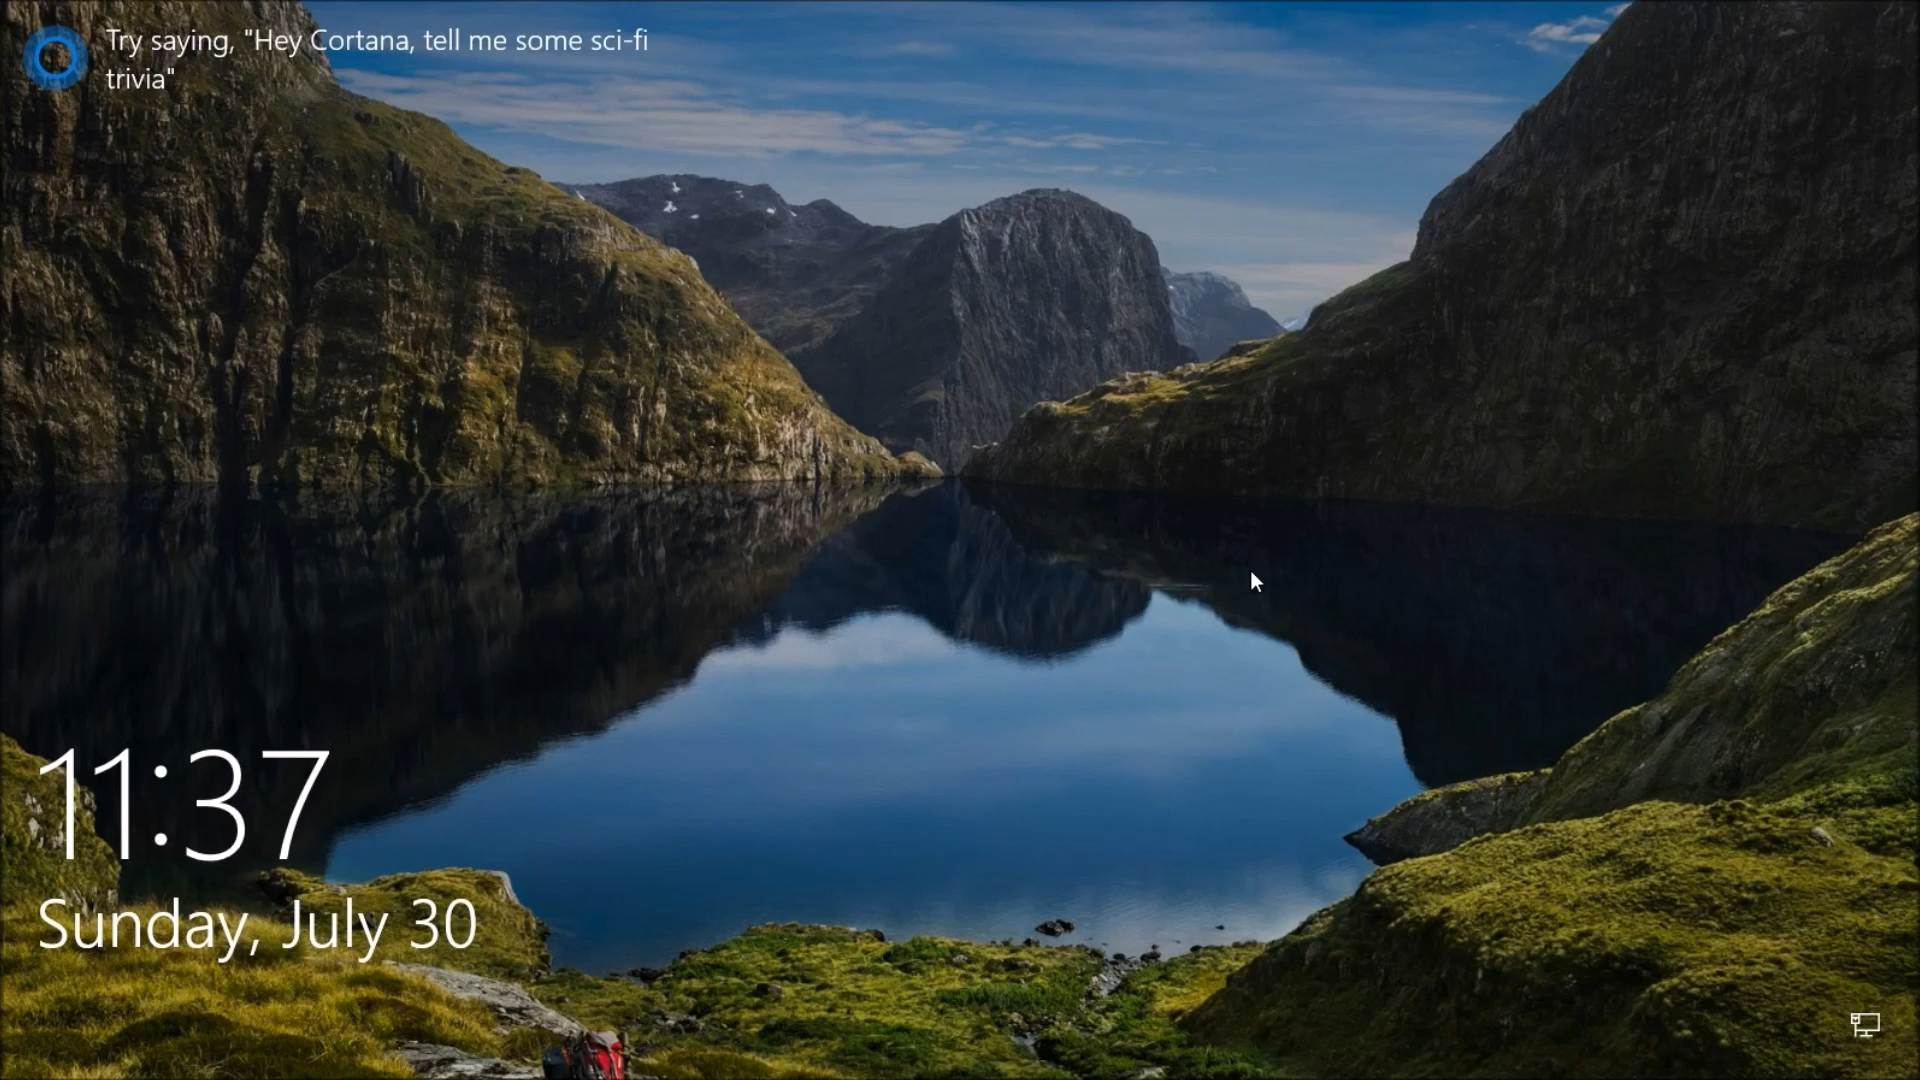 Try saying, "Hey Cortana, tell me some sci-fi
trivia"
11:37
Sunday, July 30